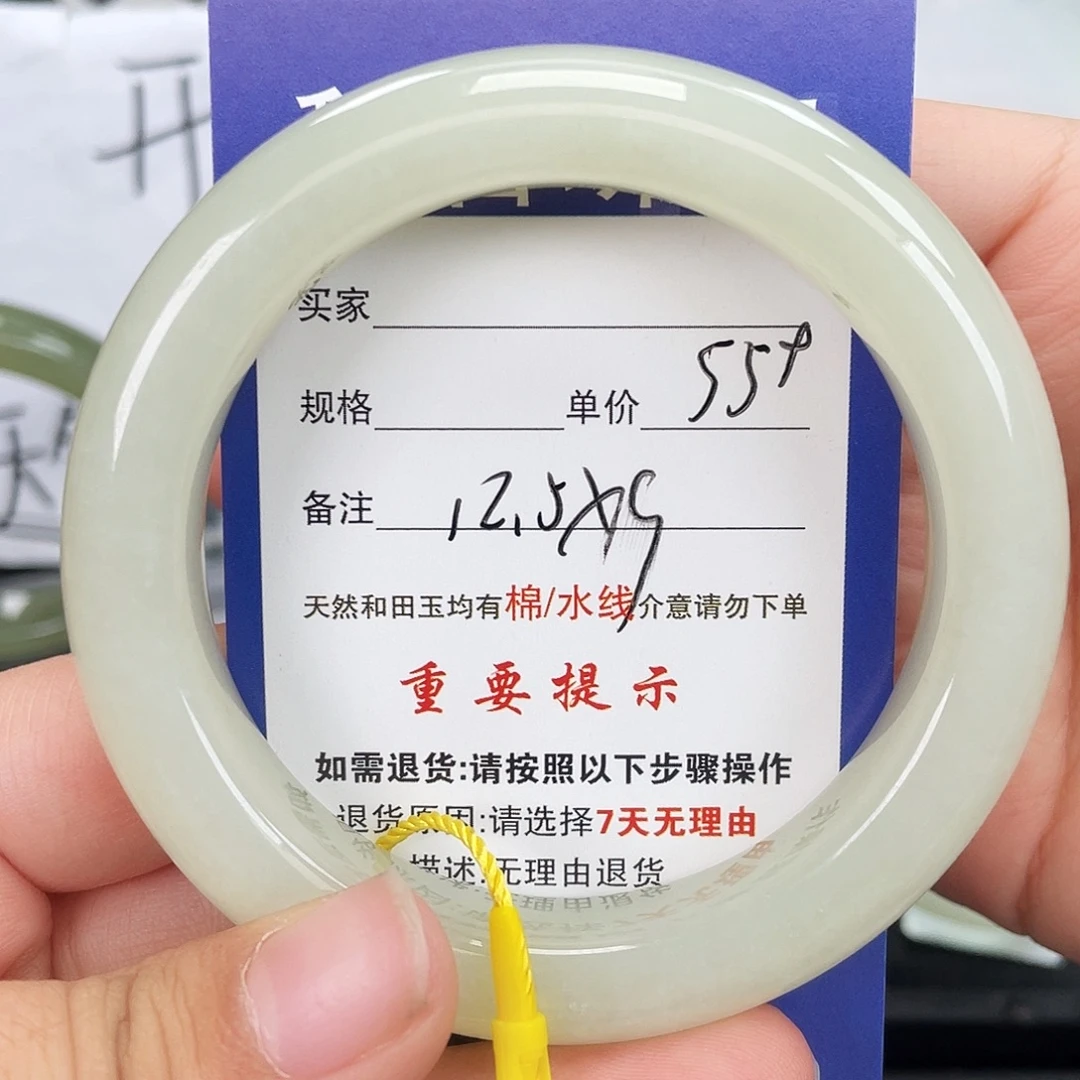 开
买家
规格 单价 55+
备注 12.5×9
天然和田玉均有棉/水线介意请勿下单
重要提示
如需退货:请按照以下步骤操作
退货原因:请选择7天无理由
描述:无理由退货